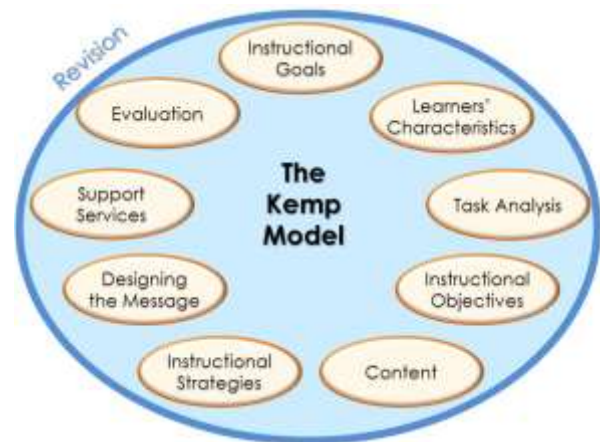 Revision
Instructional
Goals
Learners'
Characteristics
Task Analysis
Instructional
Objectives
Content
Instructional
Strategies
Designing
the Message
Support
Services
Evaluation
The
Kemp
Model